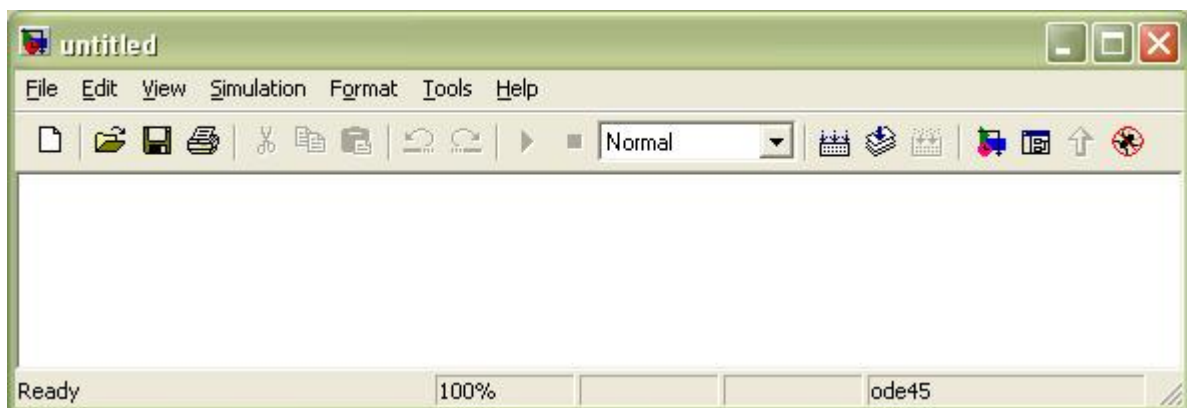 untitled
File Edit View Simulation Format Tools Help
Normal
Ready 100% ode45